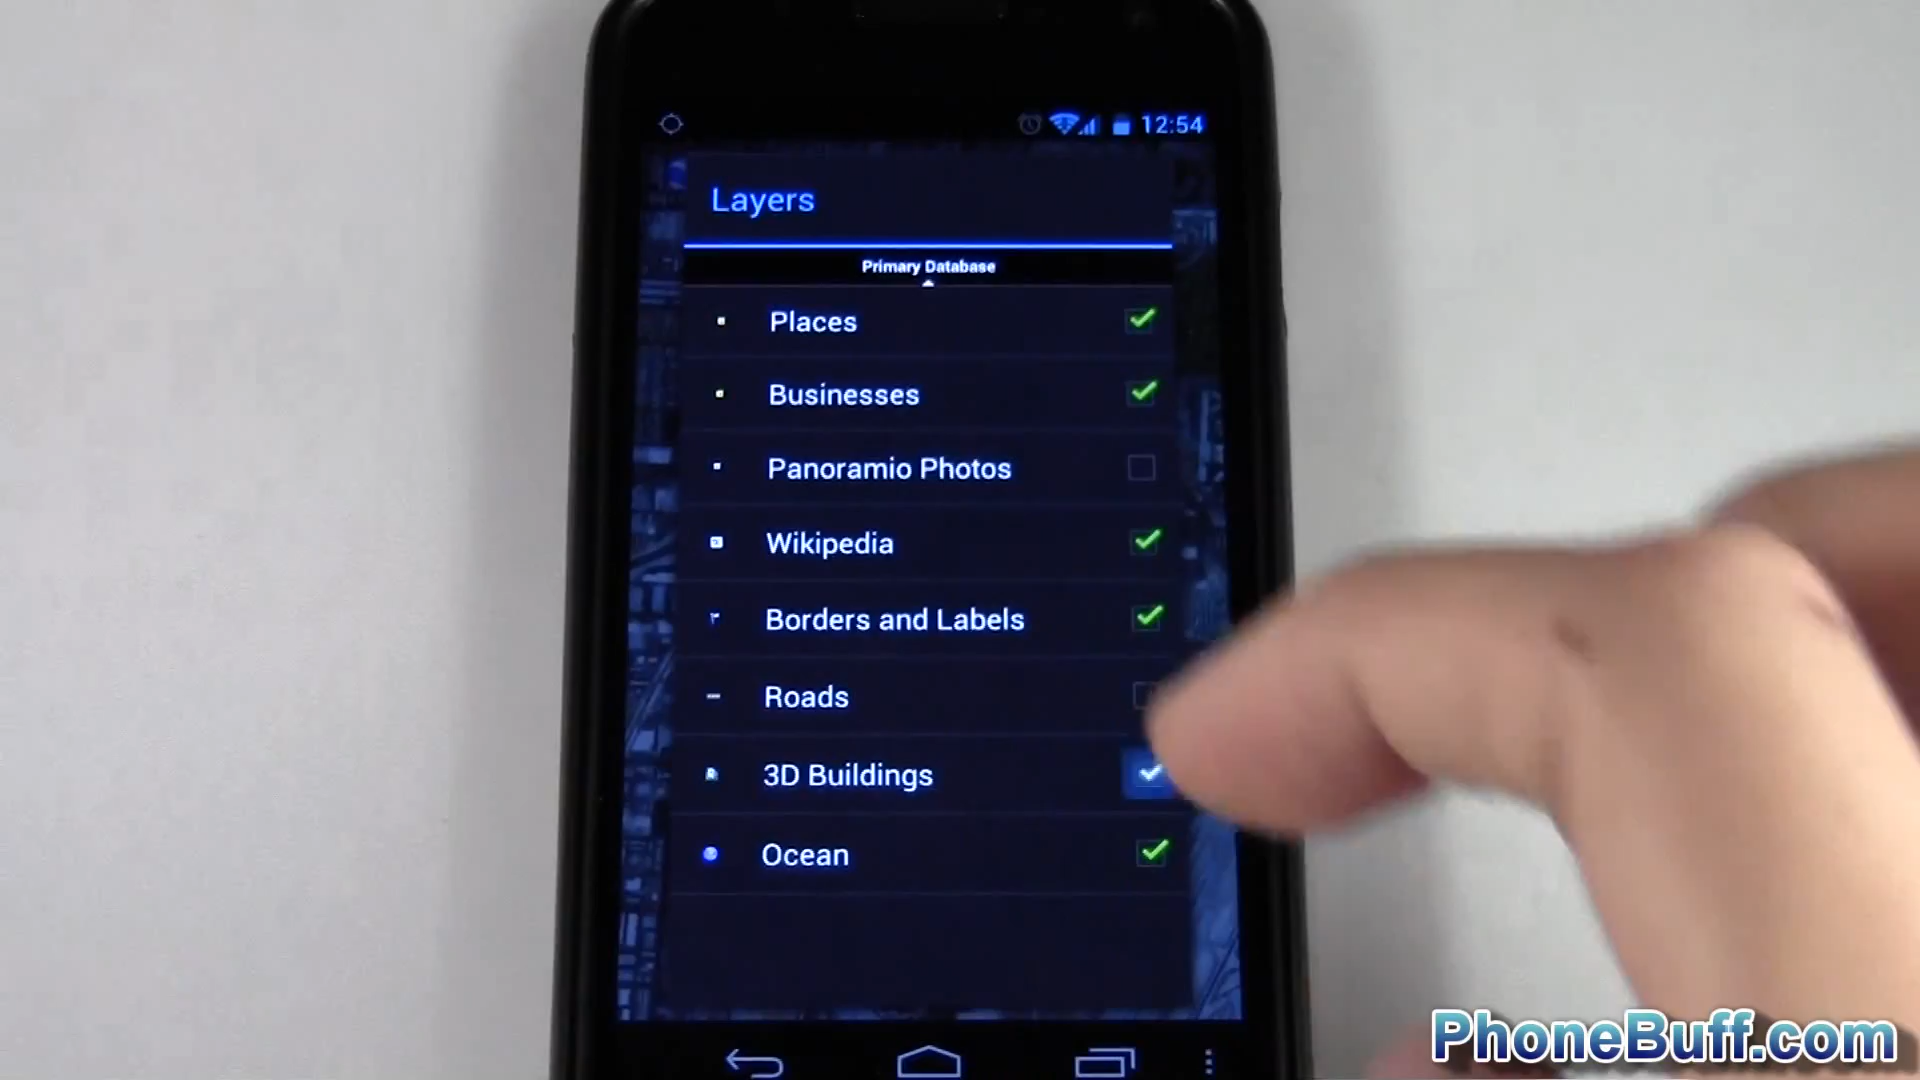 12:54
Layers
Primary Database
Places
Businesses
Panoramio Photos
Wikipedia
Borders and Labels
Roads
3D Buildings
Ocean
PhoneBuff.com